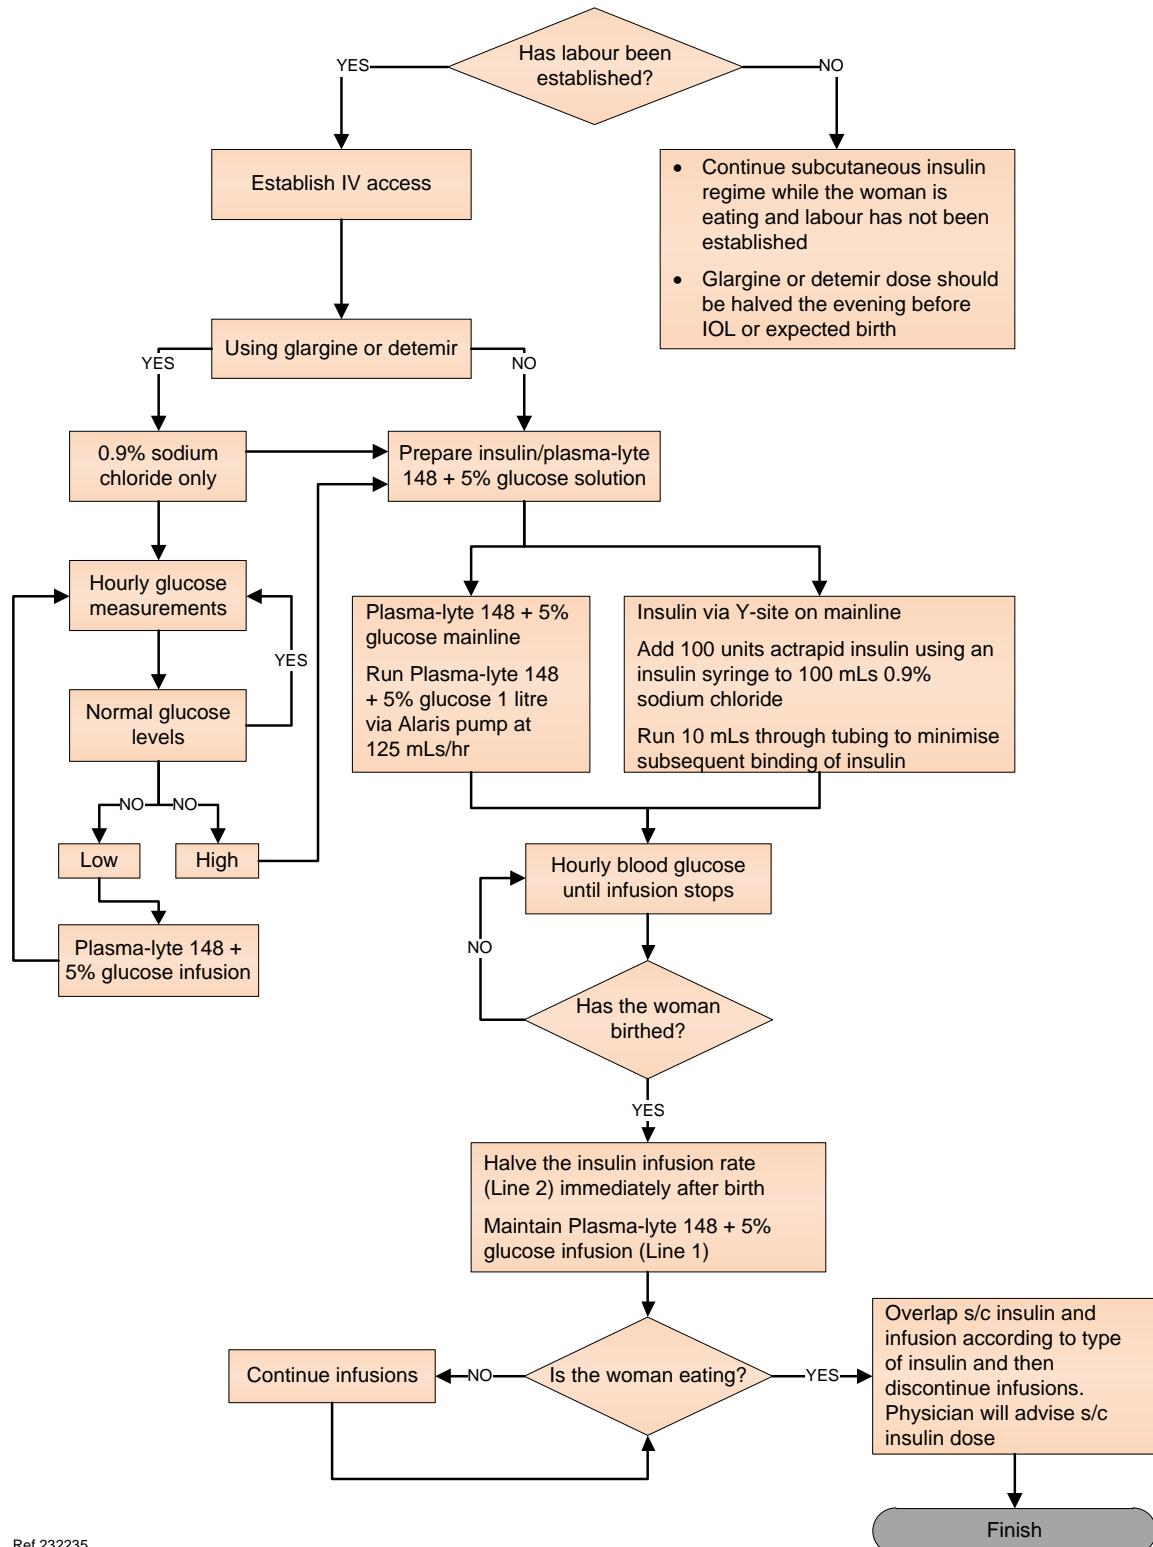 Has labour been
established?
YES
NO
Establish IV access
• Continue subcutaneous insulin
regime while the woman is
eating and labour has not been
established
• Glargine or detemir dose should
be halved the evening before
IOL or expected birth
Using glargine or detemir
YES
NO
0.9% sodium
chloride only
Prepare insulin/plasma-lyte
148 + 5% glucose solution
Hourly glucose
measurements
YES
Normal glucose
levels
NO
NO
Low
High
Plasma-lyte 148 +
5% glucose infusion
Plasma-lyte 148 + 5%
glucose mainline
Run Plasma-lyte 148
+ 5% glucose 1 litre
via Alaris pump at
125 mLs/hr
Insulin via Y-site on mainline
Add 100 units actrapid insulin using an
insulin syringe to 100 mLs 0.9%
sodium chloride
Run 10 mLs through tubing to minimise
subsequent binding of insulin
Hourly blood glucose
until infusion stops
NO
Has the woman
birthed?
YES
Halve the insulin infusion rate
(Line 2) immediately after birth
Maintain Plasma-lyte 148 + 5%
glucose infusion (Line 1)
Continue infusions
NO
Is the woman eating?
YES
Overlap s/c insulin and
infusion according to type
of insulin and then
discontinue infusions.
Physician will advise s/c
insulin dose
Finish
Ref 232235